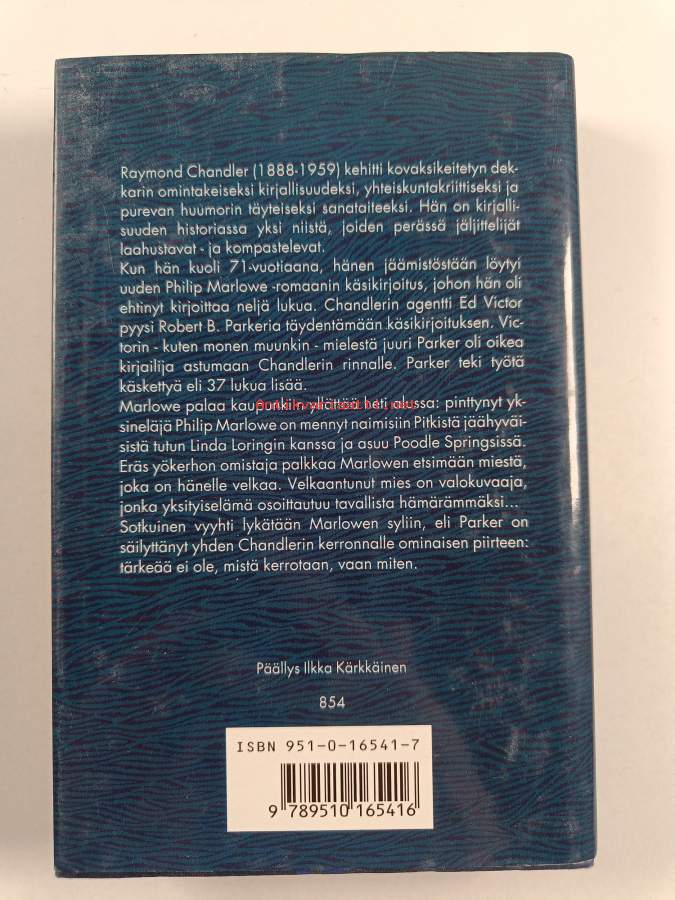 Raymond Chandler (1888-1959) kehitti kovaksikeitetyn dek-
karin omintakeiseksi kirjallisuudeksi, yhteiskuntakriittiseksi ja
purevan huumorin täyteiseksi sanataiteeksi. Hän on kirjalli-
suuden historiassa yksi niistä, joiden perässä jäljittelijät
laahustavat - ja kompastelevat.
Kun hän kuoli 71-vuotiaana, hänen jäämistöstään löytyi
uuden Philip Marlowe -romaanin käsikirjoitus, johon hän oli
ehtinyt kirjoittaa neljä lukua. Chandlerin agentti Ed Victor
pyysi Robert B. Parkeria täydentämään käsikirjoituksen. Vic-
torin - kuten monen muunkin - mielestä juuri Parker oli oikea
kirjailija astumaan Chandlerin rinnalle. Parker teki työtä
käskettyä eli 37 lukua lisää.
Marlowe palaa kaupunkiin yllättää heti alussa: pinttynyt yk-
sineläjä Philip Marlowe on mennyt naimisiin Pitkistä jäähyväi-
sistä tutun Linda Loringin kanssa ja asuu Poodle Springsissä.
Eräs yökerhon omistaja palkkaa Marlowen etsimään miestä,
joka on hänelle velkaa. Velkaantunut mies on valokuvaaja,
jonka yksityiselämä osoittautuu tavallista hämärämmäksi...
Sotkuinen vyyhti lykätään Marlowen syliin, eli Parker on
säilyttänyt yhden Chandlerin kerronnalle ominaisen piirteen:
tärkeää ei ole, mistä kerrotaan, vaan miten.
Päällys Ilkka Kärkkäinen
854
ISBN 951-0-16541-7
9 789510 165416